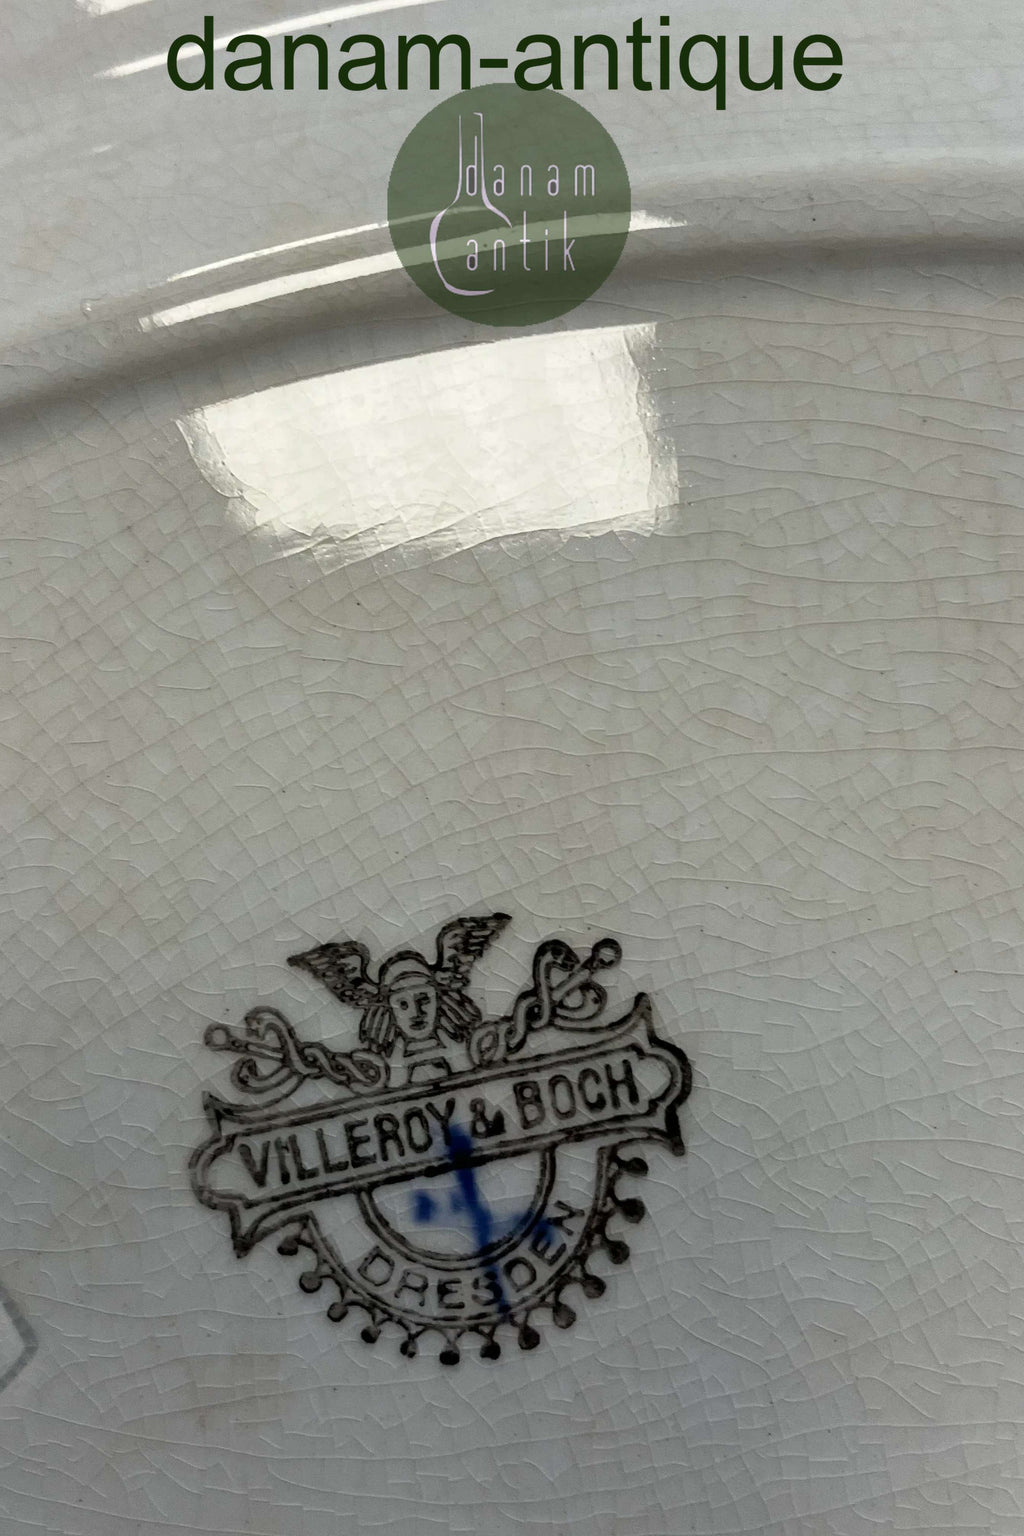 danam-antique
danam
antik
VILLEROY & BOCH
DRESDEN